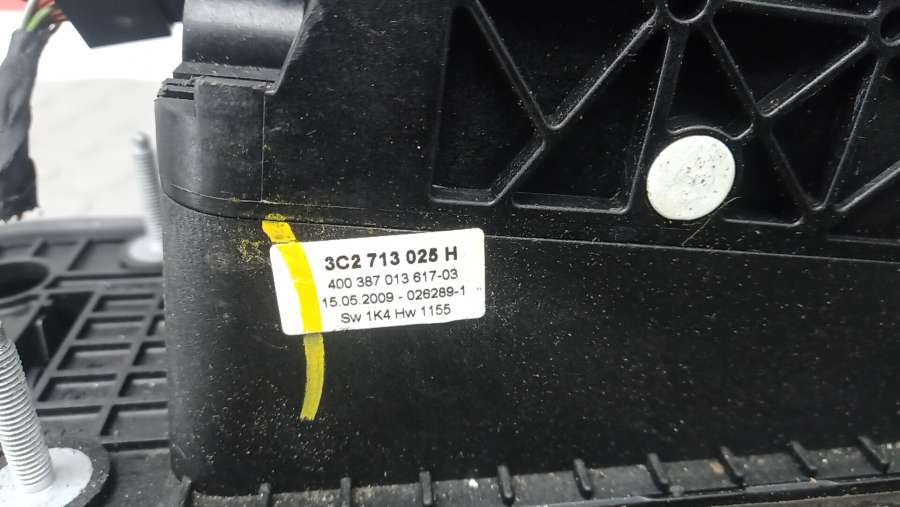 3C2 713 025 H
400 387 013 617-03
15.05.2009 - 026289-1
Sw 1K4 Hw 1155